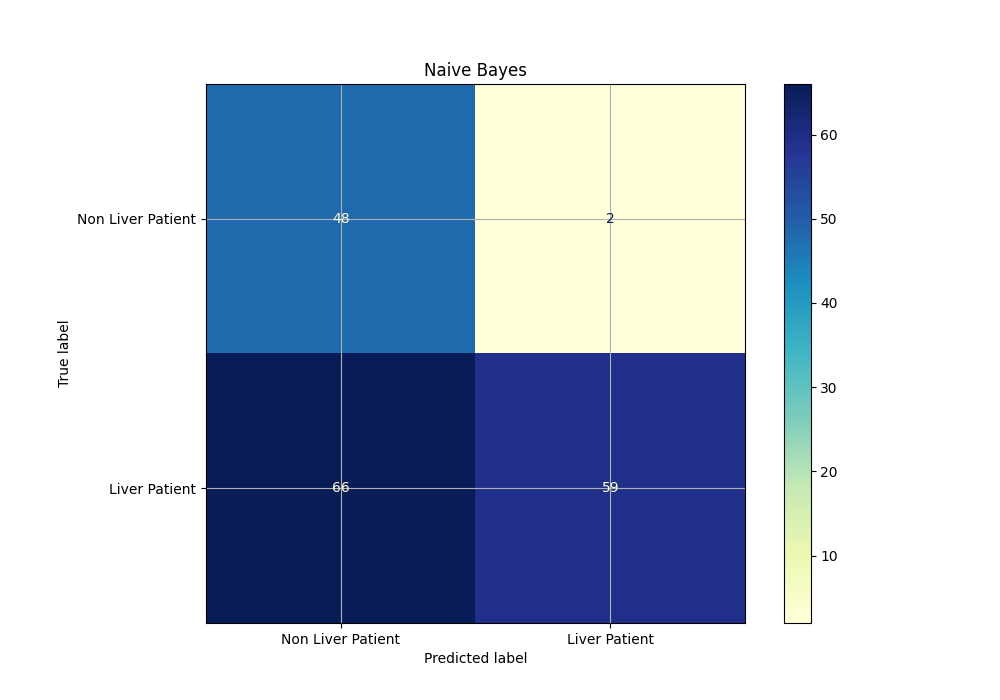 Naive Bayes
Non Liver Patient
48
2
Liver Patient
66
59
Non Liver Patient
Liver Patient
Predicted label
True label
60
50
40
30
20
10